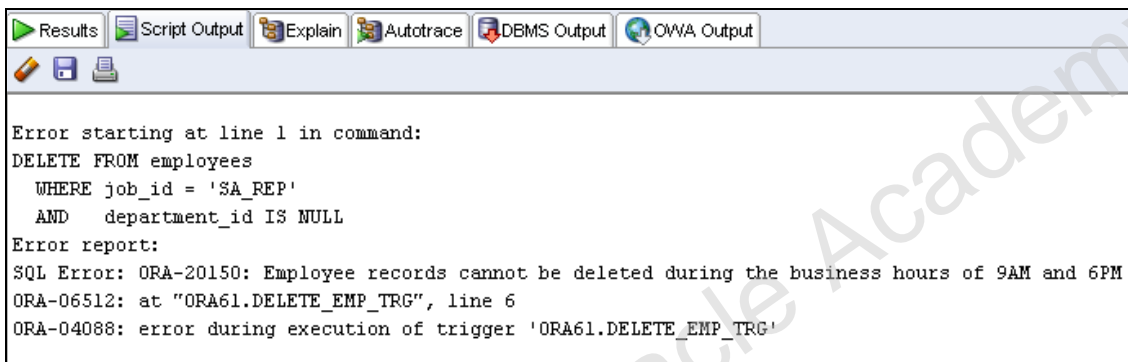 Results Script Output Explain Autotrace DBMS Output OWA Output
Error starting at line 1 in command:
DELETE FROM employees
WHERE job_id = 'SA_REP'
AND department_id IS NULL
Error report:
SQL Error: ORA-20150: Employee records cannot be deleted during the business hours of 9AM and 6PM
ORA-06512: at "ORA61.DELETE_EMP_TRG", line 6
ORA-04088: error during execution of trigger 'ORA61.DELETE_EMP_TRG'
cle Academy